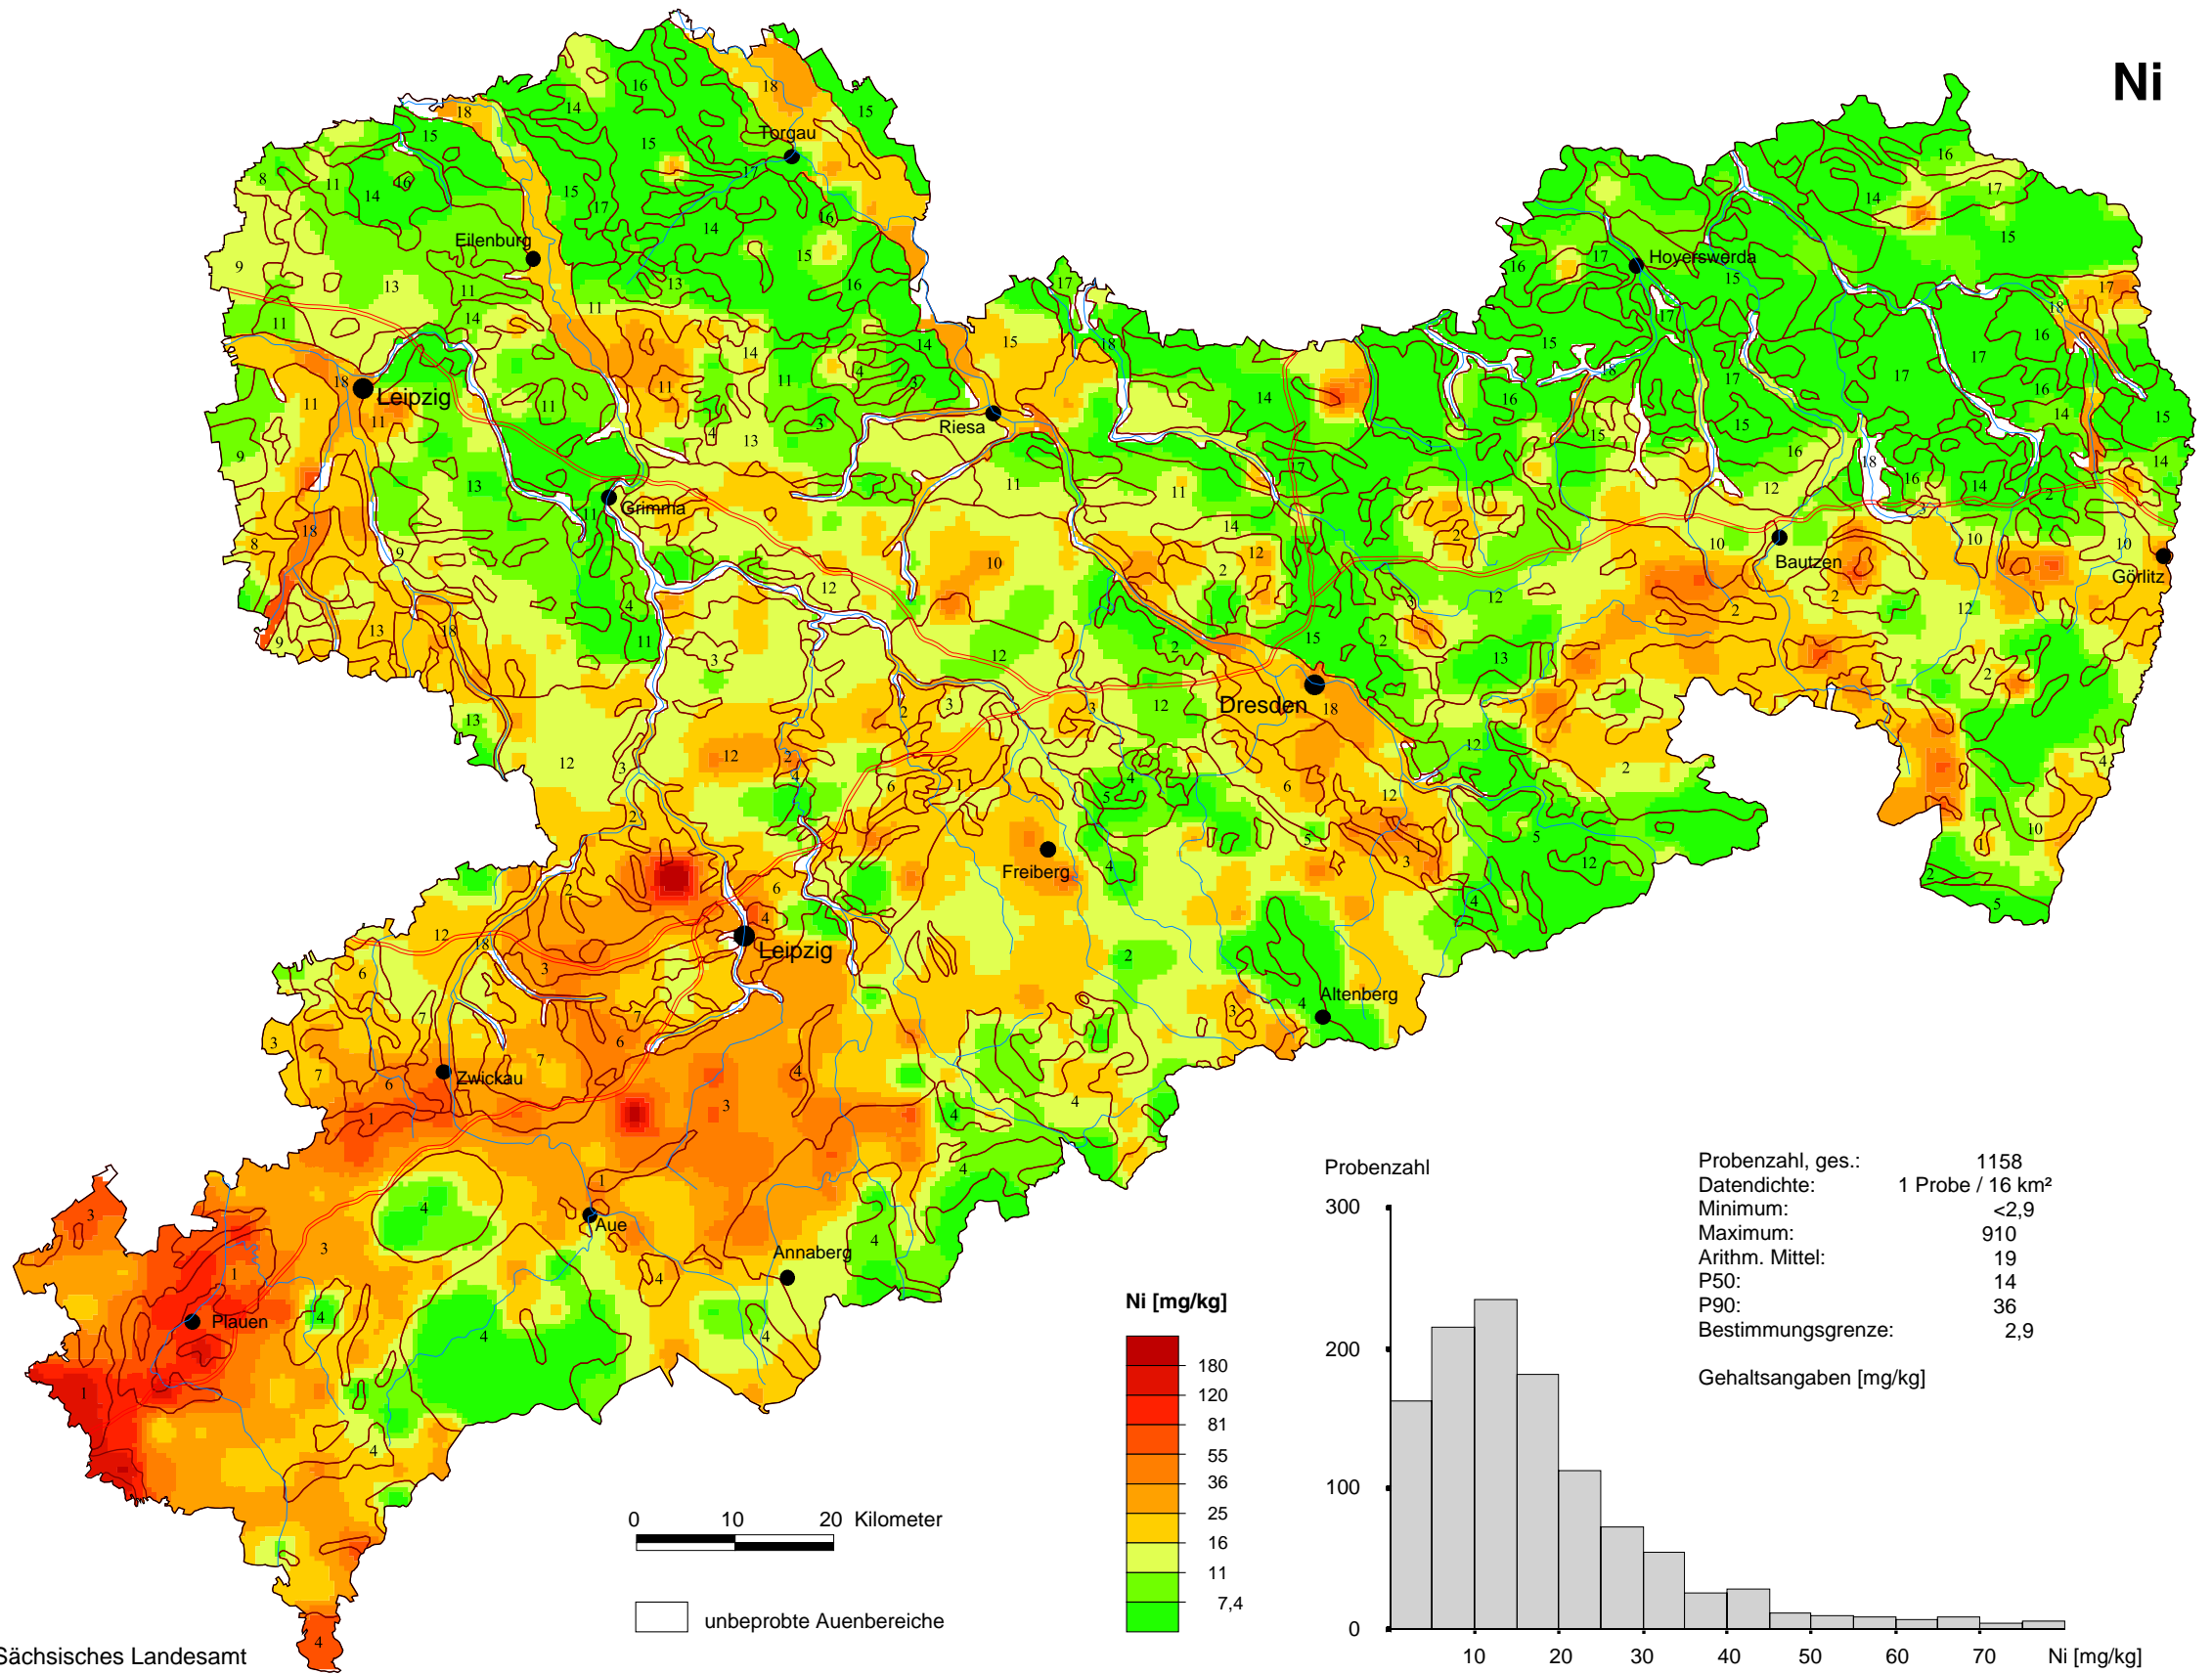 Ni
Torgau
Eilenburg
Hoyerswerda
Leipzig
Riesa
Grimma
Bautzen
Görlitz
Dresden
Freiberg
Leipzig
Altenberg
Zwickau
Aue
Annaberg
Plauen
Probenzahl
300
200
100
0
10 20 30 40 50 60 70 Ni [mg/kg]
Probenzahl, ges.: 1158
Datendichte: 1 Probe / 16 km²
Minimum: <2,9
Maximum: 910
Arithm. Mittel: 19
P50: 14
P90: 36
Bestimmungsgrenze: 2,9
Gehaltsangaben [mg/kg]
Ni [mg/kg]
180
120
81
55
36
25
16
11
7,4
0 10 20 Kilometer
unbeprobte Auenbereiche
Sächsisches Landesamt